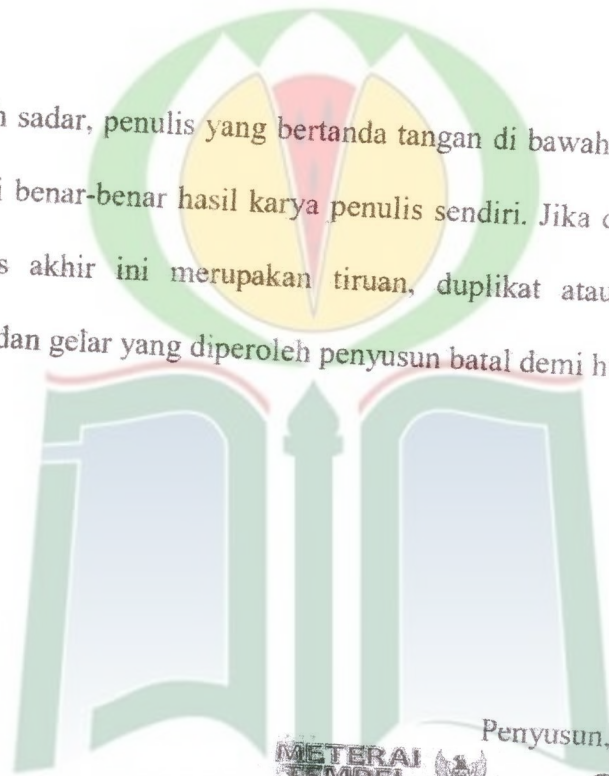 sadar, penulis yang bertanda tangan di bawah
benar-benar hasil karya penulis sendiri. Jika
akhir ini merupakan tiruan, duplikat atau
dan gelar yang diperoleh penyusun batal demi h
Penyusun,
METERAI
TEMPEL